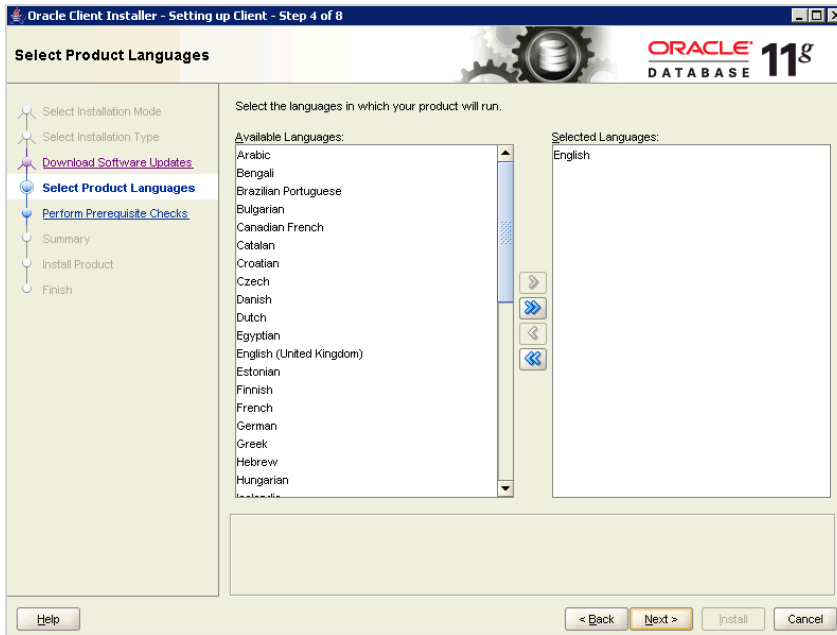 Oracle Client Installer - Setting up Client - Step 4 of 8
Select Product Languages
ORACLE
DATABASE
11g
Select Installation Mode
Select Installation Type
Download Software Updates
Select Product Languages
Perform Prerequisite Checks
Summary
Install Product
Finish
Select the languages in which your product will run.
Available Languages:
Arabic
Bengali
Brazilian Portuguese
Bulgarian
Canadian French
Catalan
Croatian
Czech
Danish
Dutch
Egyptian
English (United Kingdom)
Estonian
Finnish
French
German
Greek
Hebrew
Hungarian
Selected Languages:
English
Help
< Back
Next >
Install
Cancel